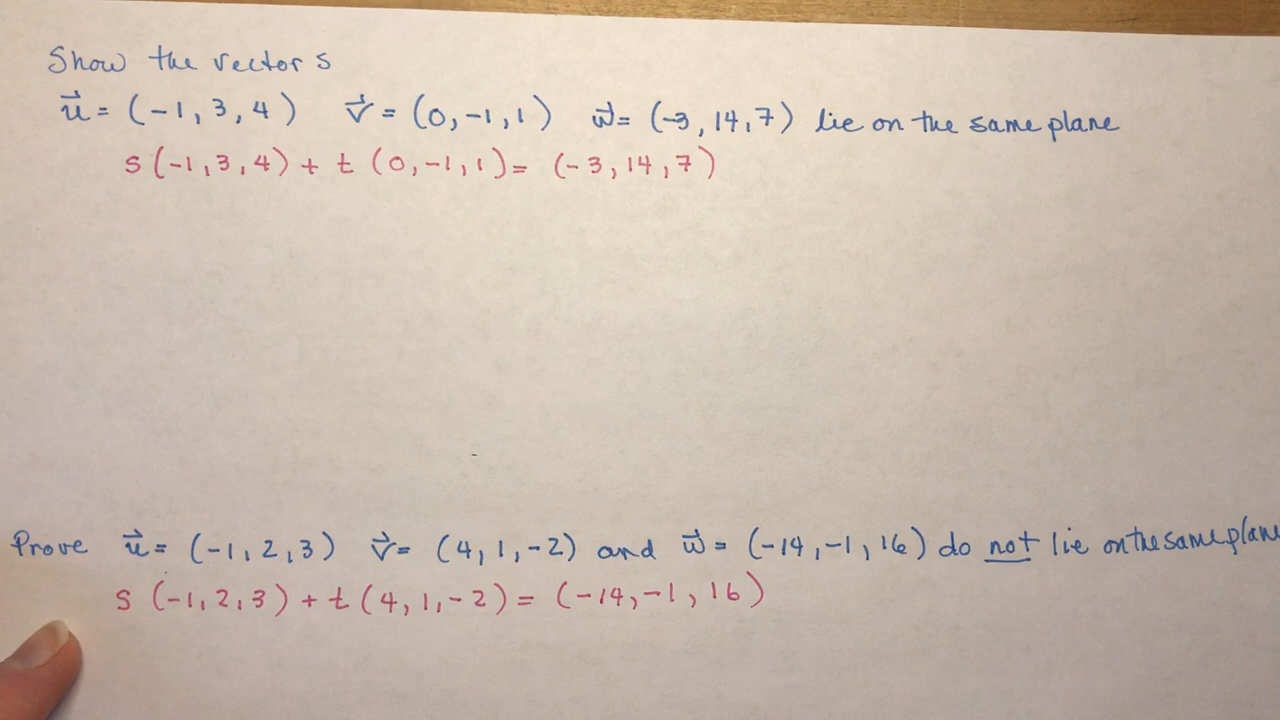 Show the vectors
u⃗ = (-1, 3, 4) v⃗ = (0, -1, 1) w⃗ = (-3, 14, 7) lie on the same plane
s(-1, 3, 4) + t (0, -1, 1) = (-3, 14, 7)
Prove u⃗ = (-1, 2, 3) v⃗ = (4, 1, -2) and w⃗ = (-14, -1, 16) do not lie on the same plane
s (-1, 2, 3) + t (4, 1, -2) = (-14, -1, 16)